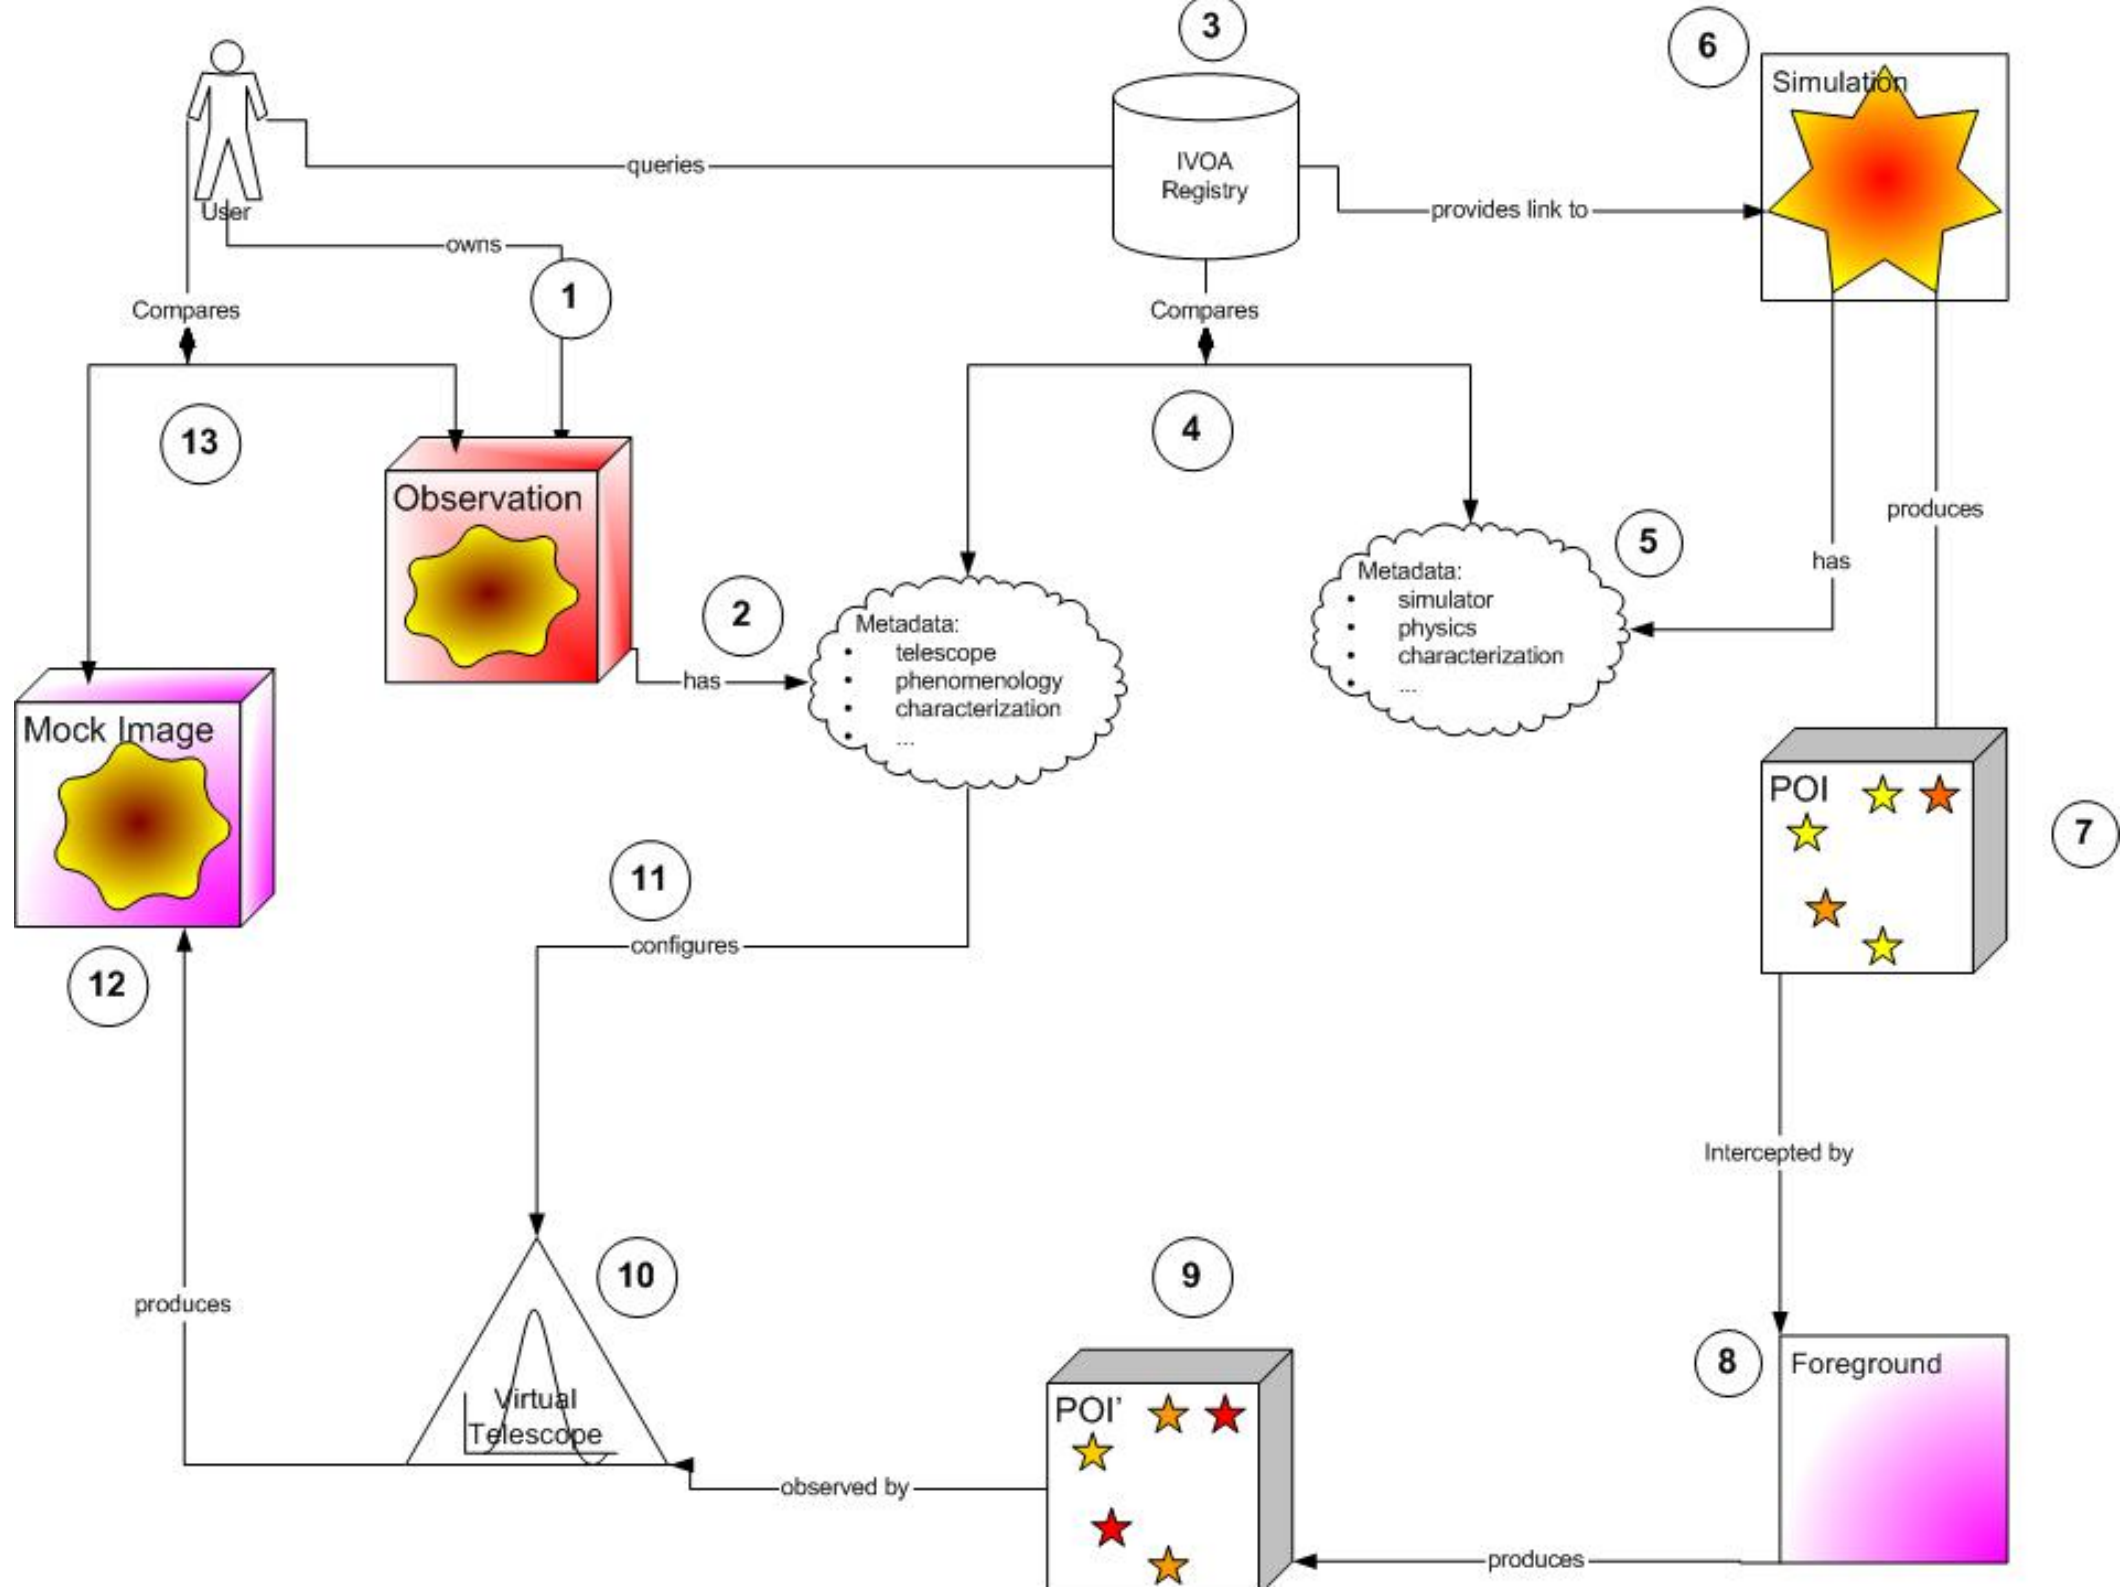 3
6
Simulation
IVOA
Registry
queries
provides link to
User
owns
1
Compares
Compares
13
4
Observation
produces
5
has
Metadata:
• simulator
• physics
• characterization
• ...
2
Metadata:
• telescope
• phenomenology
• characterization
• ...
has
Mock Image
POI
7
11
configures
12
Intercepted by
10
9
produces
8
Foreground
Virtual
Telescope
POI'
observed by
produces